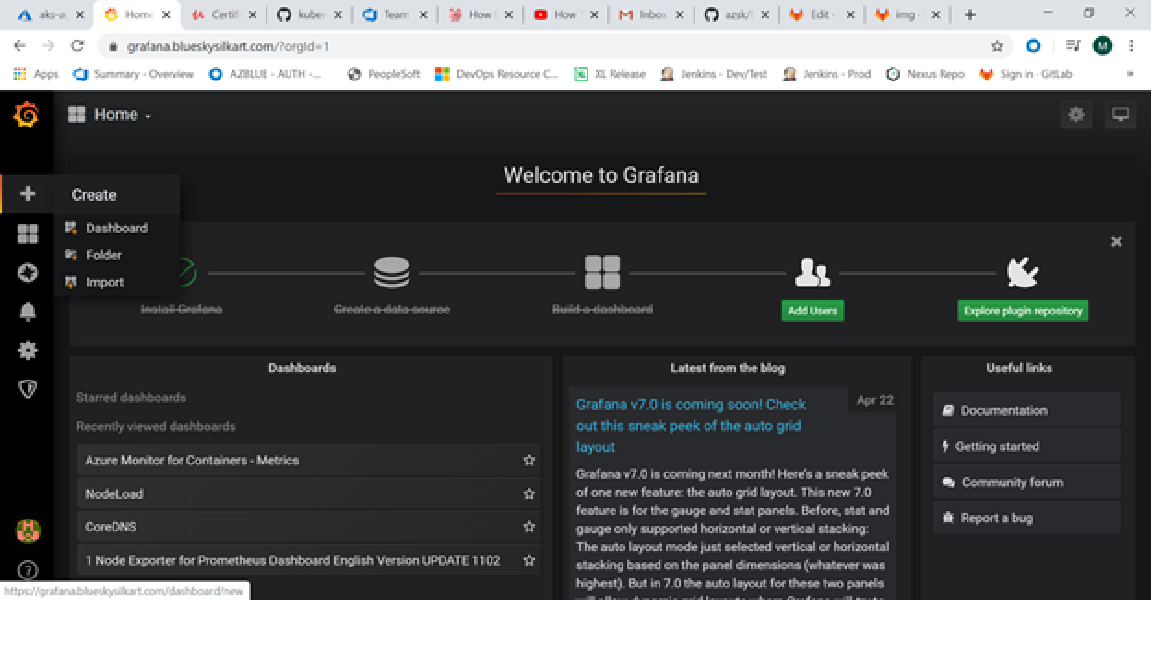 aks-a
Home
Certifi
kube
Team
How
How
Inbox
azsk/
Edit
img
grafana.blueskysilkart.com/?orgId=1
M
Apps
Summary - Overview
AZBLUE - AUTH -...
PeopleSoft
DevOps Resource C...
XL Release
Jenkins - Dev/Test
Jenkins - Prod
Nexus Repo
Sign in · GitLab
»
Home
Welcome to Grafana
Create
Dashboard
Folder
Import
Install Grafana
Create a data source
Build a dashboard
Add Users
Explore plugin repository
Dashboards
Starred dashboards
Recently viewed dashboards
Azure Monitor for Containers - Metrics
NodeLoad
CoreDNS
1 Node Exporter for Prometheus Dashboard English Version UPDATE 1102
Latest from the blog
Grafana v7.0 is coming soon! Check
Apr 22
out this sneak peek of the auto grid
layout
Grafana v7.0 is coming next month! Here's a sneak peek
of one new feature: the auto grid layout. This new 7.0
feature is for the gauge and stat panels. Before, stat and
gauge only supported horizontal or vertical stacking:
The auto layout mode just selected vertical or horizontal
stacking based on the panel dimensions (whatever was
highest). But in 7.0 the auto layout for these two panels
Useful links
Documentation
Getting started
Community forum
Report a bug
https://grafana.blueskysilkart.com/dashboard/new